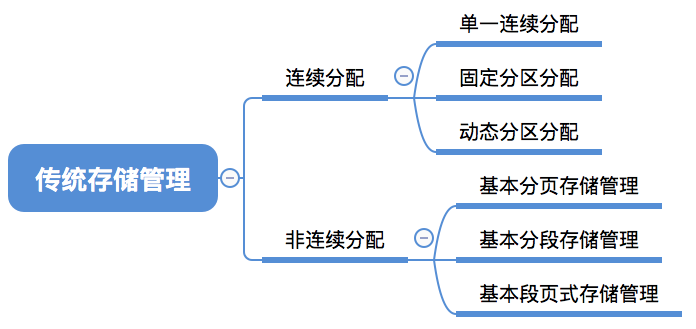 传统存储管理
连续分配
单一连续分配
固定分区分配
动态分区分配
非连续分配
基本分页存储管理
基本分段存储管理
基本段页式存储管理